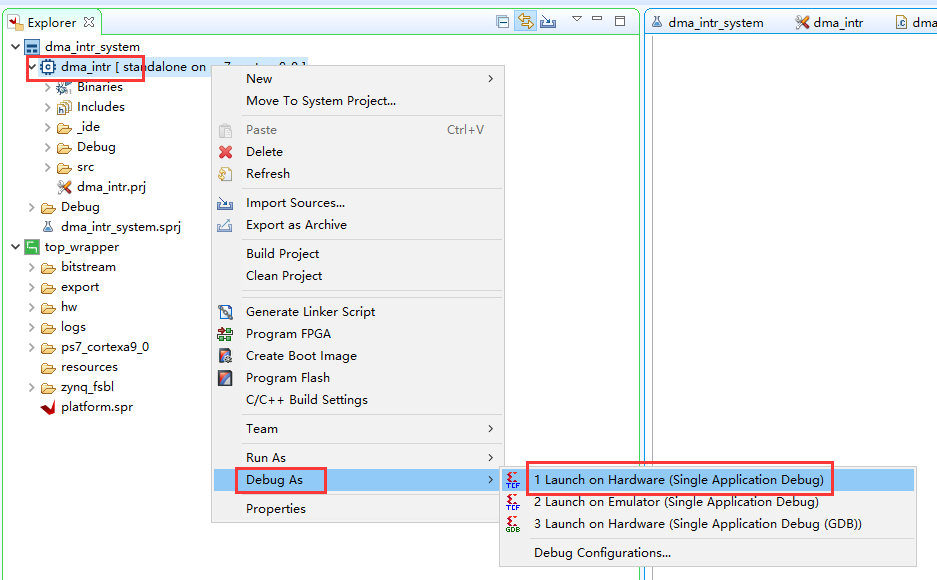 Explorer
dma_intr_system
dma_intr
dma
dma_intr_system
dma_intr [ standalone on
Binaries
Includes
_ide
Debug
src
dma_intr.prj
Debug
dma_intr_system.sprj
top_wrapper
bitstream
export
hw
logs
ps7_cortexa9_0
resources
zynq_fsbl
platform.spr
New
Move To System Project...
Paste Ctrl+V
Delete
Refresh
Import Sources...
Export as Archive
Build Project
Clean Project
Generate Linker Script
Program FPGA
Create Boot Image
Program Flash
C/C++ Build Settings
Team
Run As
Debug As
Properties
1 Launch on Hardware (Single Application Debug)
2 Launch on Emulator (Single Application Debug)
3 Launch on Hardware (Single Application Debug (GDB))
Debug Configurations...